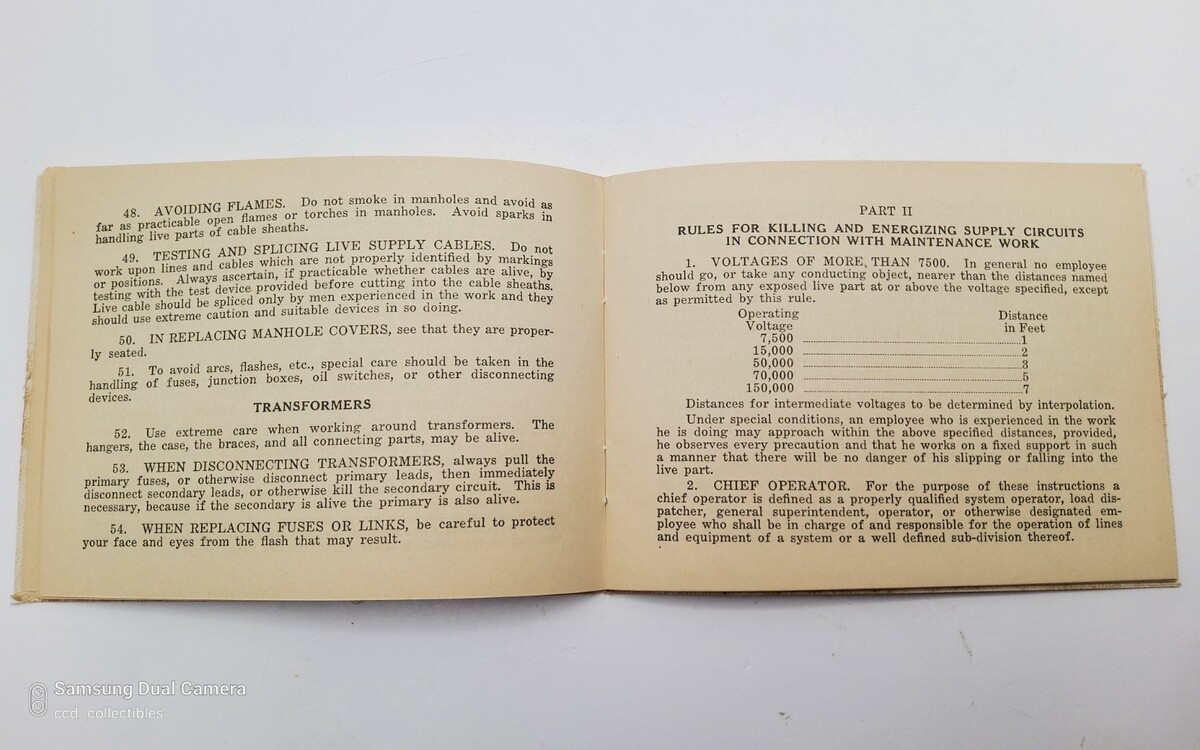 48. AVOIDING FLAMES. Do not smoke in manholes and avoid as
far as practicable open flames or torches in manholes. Avoid sparks in
handling live parts of cable sheaths.
49. TESTING AND SPLICING LIVE SUPPLY CABLES. Do not
work upon lines and cables which are not properly identified by markings
or positions. Always ascertain, if practicable whether cables are alive, by
testing with the test device provided before cutting into the cable sheaths.
Live cable should be spliced only by men experienced in the work and they
should use extreme caution and suitable devices in so doing.
50. IN REPLACING MANHOLE COVERS, see that they are proper-
ly seated.
51. To avoid arcs, flashes, etc., special care should be taken in the
handling of fuses, junction boxes, oil switches, or other disconnecting
devices.
TRANSFORMERS
52. Use extreme care when working around transformers. The
hangers, the case, the braces, and all connecting parts, may be alive.
53. WHEN DISCONNECTING TRANSFORMERS, always pull the
primary fuses, or otherwise disconnect primary leads, then immediately
disconnect secondary leads, or otherwise kill the secondary circuit. This is
necessary, because if the secondary is alive the primary is also alive.
54. WHEN REPLACING FUSES OR LINKS, be careful to protect
your face and eyes from the flash that may result.
PART II
RULES FOR KILLING AND ENERGIZING SUPPLY CIRCUITS
IN CONNECTION WITH MAINTENANCE WORK
1. VOLTAGES OF MORE THAN 7500. In general no employee
should go, or take any conducting object, nearer than the distances named
below from any exposed live part at or above the voltage specified, except
as permitted by this rule.
Operating Distance
Voltage in Feet
7,500 ........ 1
15,000 ........ 2
50,000 ........ 3
70,000 ........ 5
150,000 ........ 7
Distances for intermediate voltages to be determined by interpolation.
Under special conditions, an employee who is experienced in the work
he is doing may approach within the above specified distances, provided,
he observes every precaution and that he works on a fixed support in such
a manner that there will be no danger of his slipping or falling into the
live part.
2. CHIEF OPERATOR. For the purpose of these instructions a
chief operator is defined as a properly qualified system operator, load dis-
patcher, general superintendent, operator, or otherwise designated em-
ployee who shall be in charge of and responsible for the operation of lines
and equipment of a system or a well defined sub-division thereof.
Samsung Dual Camera
ccd_collectibles